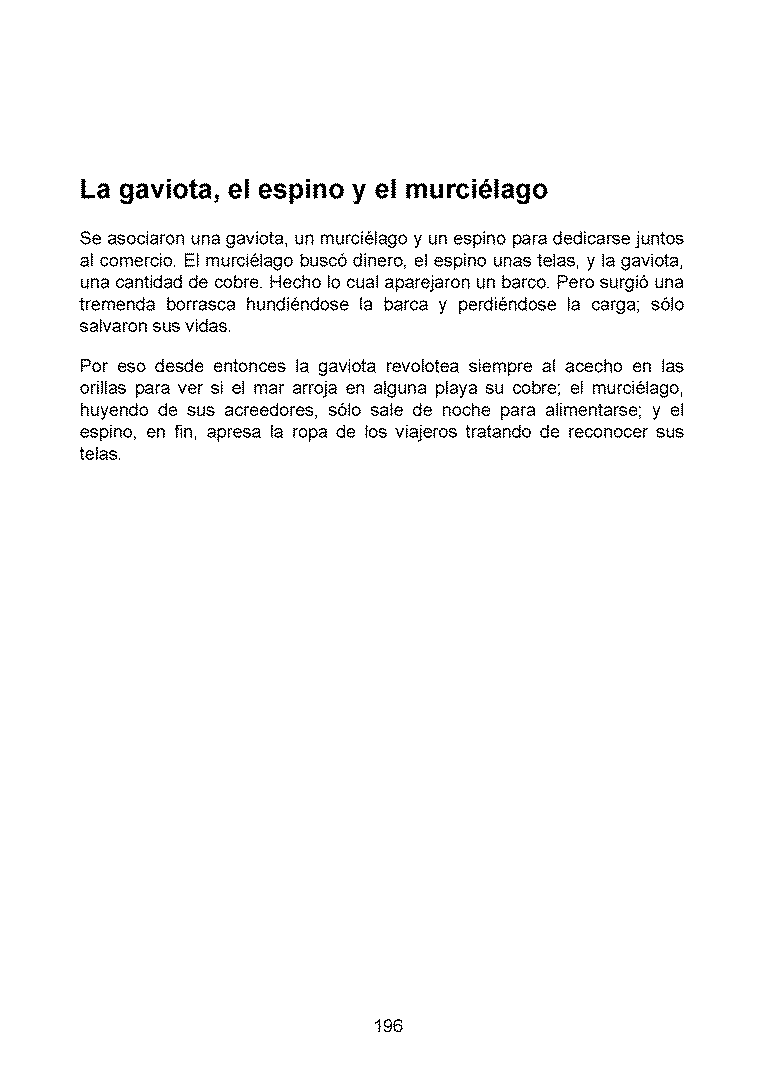 La gaviota, el espino y el murciélago
Se asociaron una gaviota, un murciélago y un espino para dedicarse juntos
al comercio. El murciélago buscó dinero, el espino unas telas, y la gaviota,
una cantidad de cobre. Hecho lo cual aparejaron un barco. Pero surgió una
tremenda borrasca hundiéndose la barca y perdiéndose la carga; sólo
salvaron sus vidas.
Por eso desde entonces la gaviota revolotea siempre al acecho en las
orillas para ver si el mar arroja en alguna playa su cobre; el murciélago,
huyendo de sus acreedores, sólo sale de noche para alimentarse; y el
espino, en fin, apresa la ropa de los viajeros tratando de reconocer sus
telas.
196